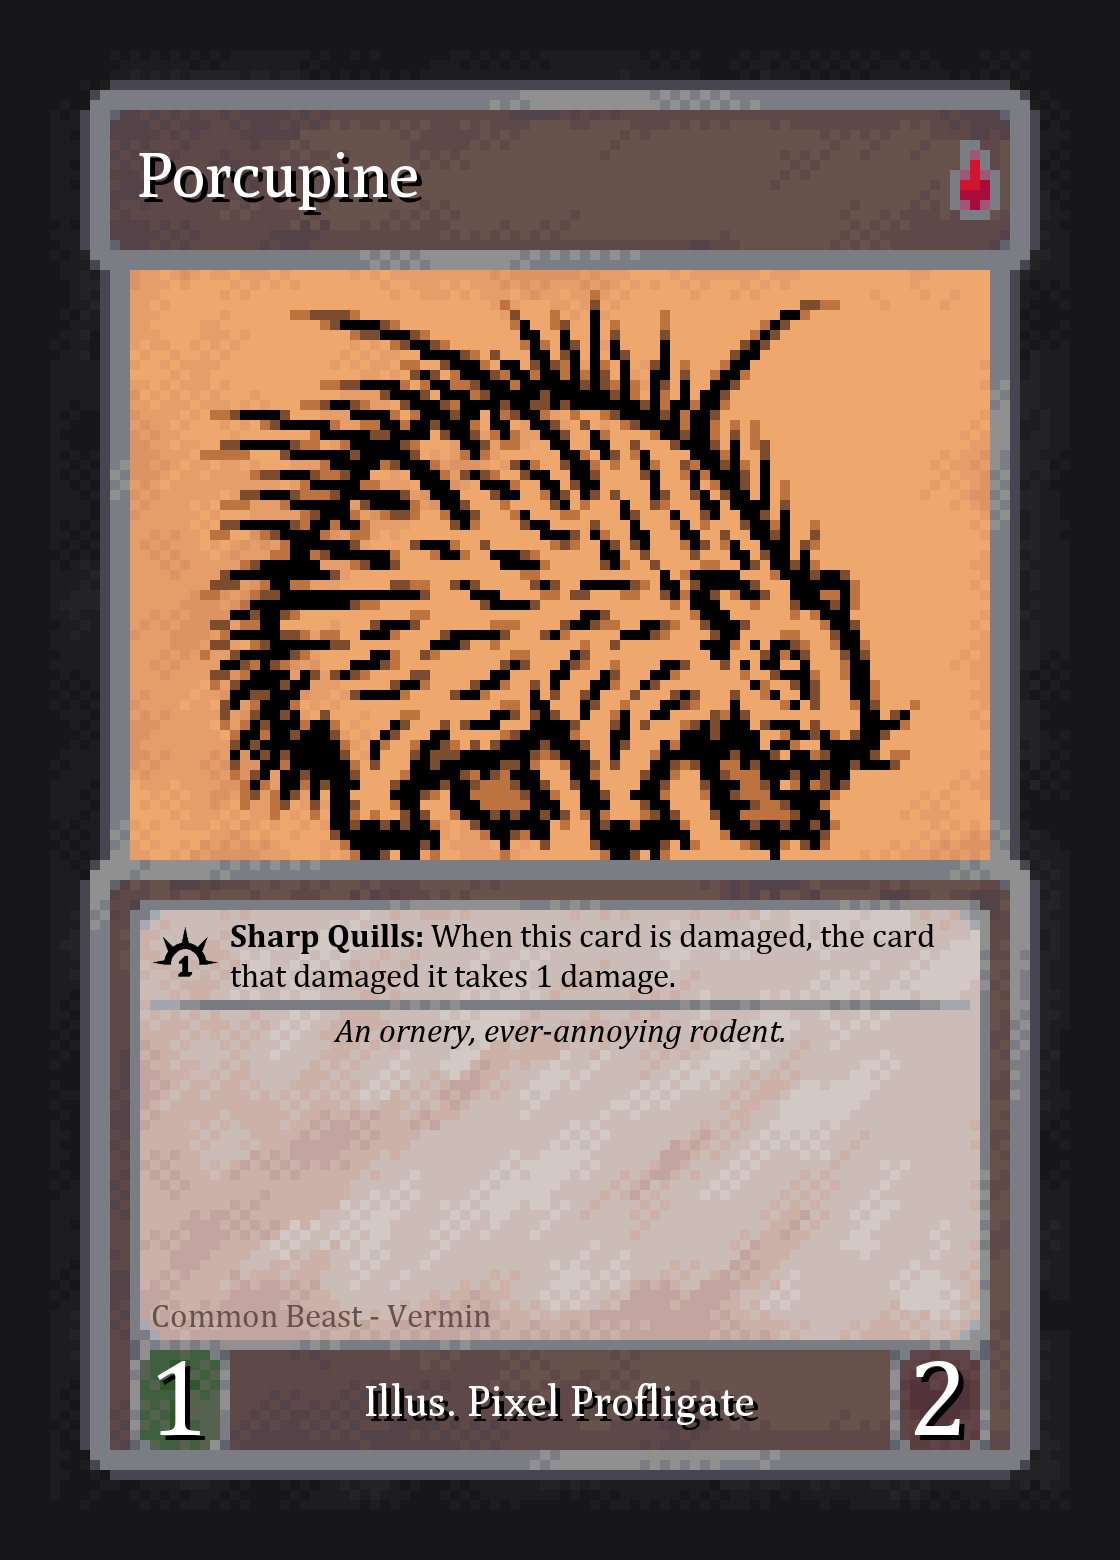 Porcupine
1
Sharp Quills: When this card is damaged, the card
that damaged it takes 1 damage.
An ornery, ever-annoying rodent.
Common Beast - Vermin
1
Illus. Pixel Profligate
2